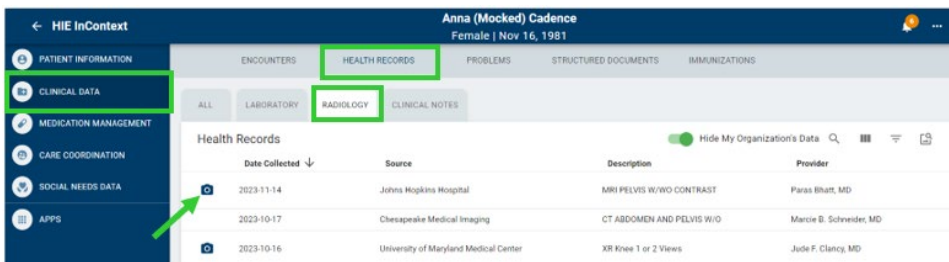 ← HIE InContext
Anna (Mocked) Cadence
Female | Nov 16, 1981
6
PATIENT INFORMATION
CLINICAL DATA
MEDICATION MANAGEMENT
CARE COORDINATION
SOCIAL NEEDS DATA
APPS
ENCOUNTERS HEALTH RECORDS PROBLEMS STRUCTURED DOCUMENTS IMMUNIZATIONS
ALL LABORATORY RADIOLOGY CLINICAL NOTES
Health Records Hide My Organization's Data
Date Collected ↓ Source Description Provider
2023-11-14 Johns Hopkins Hospital MRI PELVIS W/WO CONTRAST Paras Bhatt, MD
2023-10-17 Chesapeake Medical Imaging CT ABDOMEN AND PELVIS W/O Marcie B. Schneider, MD
2023-10-16 University of Maryland Medical Center XR Knee 1 or 2 Views Jude F. Clancy, MD